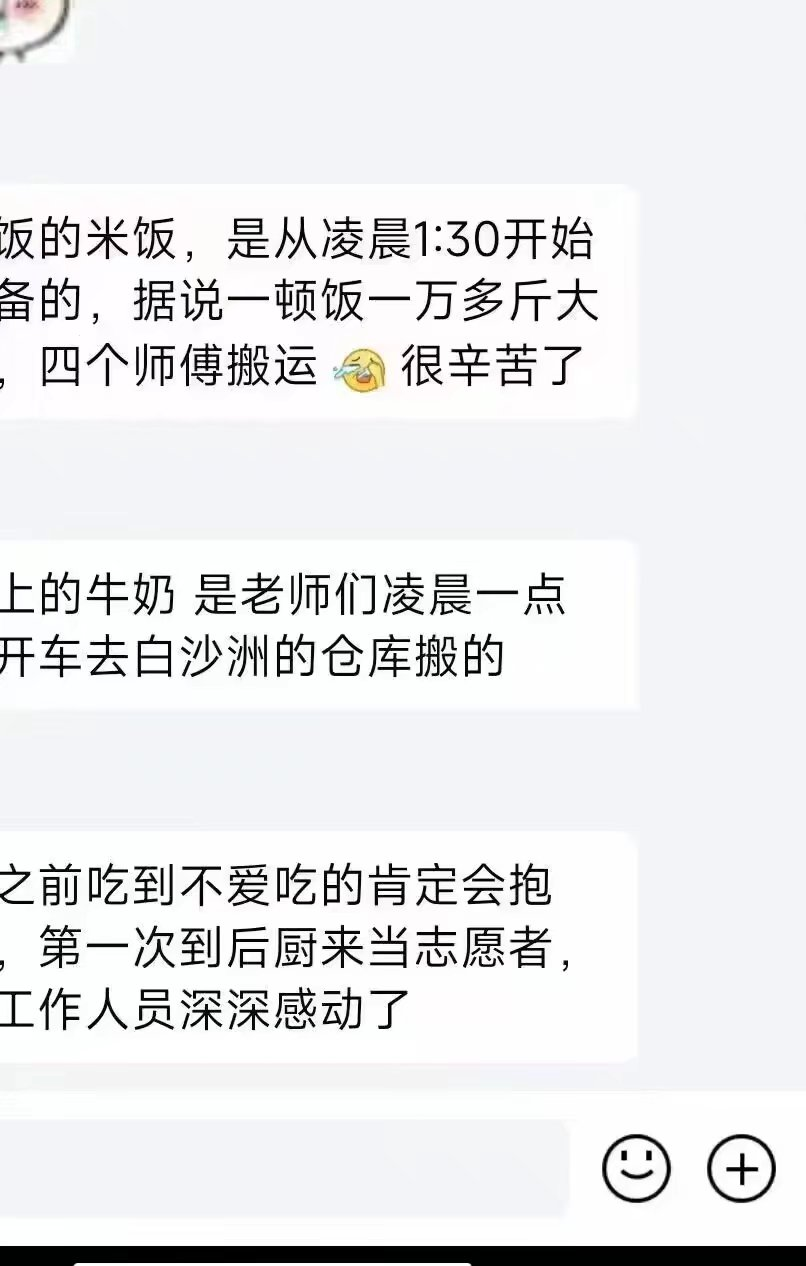 饭的米饭，是从凌晨1:30开始
备的，据说一顿饭一万多斤大
，四个师傅搬运🤣很辛苦了
上的牛奶 是老师们凌晨一点
开车去白沙洲的仓库搬的
之前吃到不爱吃的肯定会抱
，第一次到后厨来当志愿者，
工作人员深深感动了